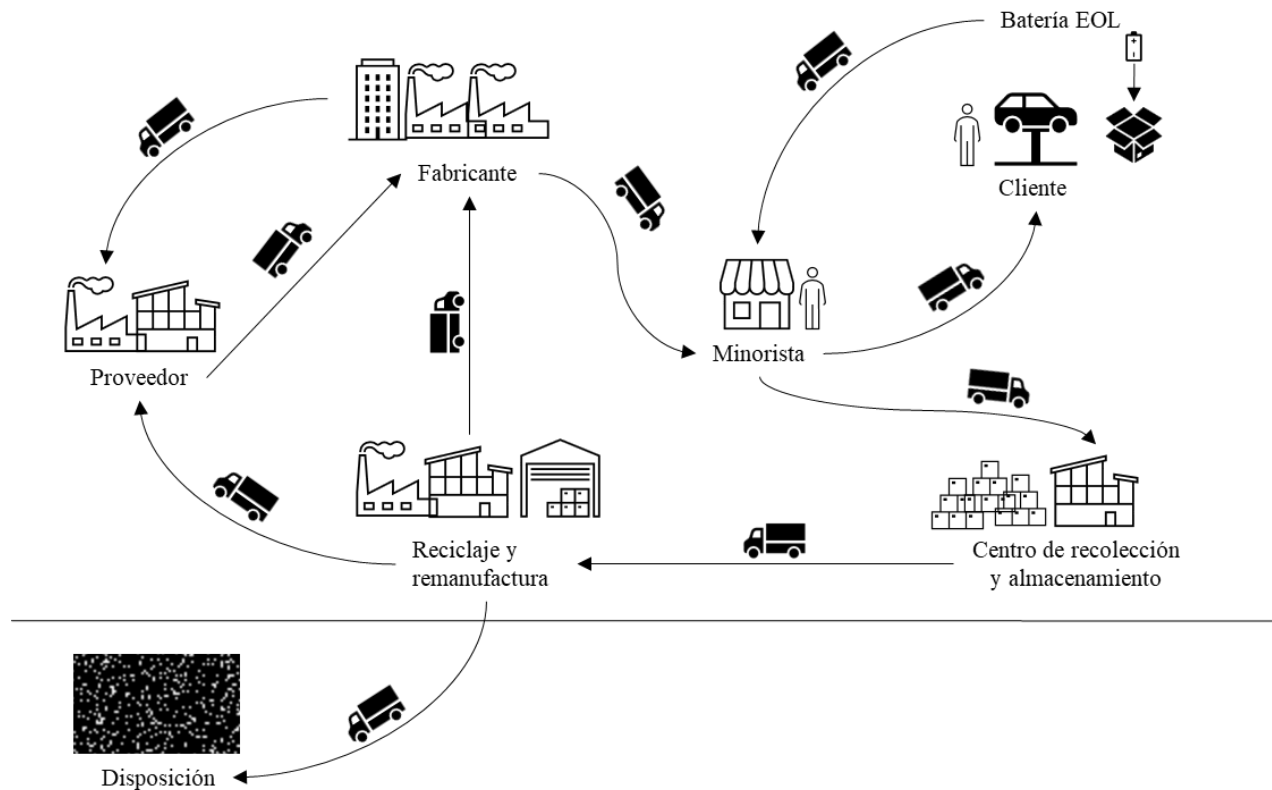 Batería EOL
Fabricante
Cliente
Minorista
Proveedor
Reciclaje y
remanufactura
Centro de recolección
y almacenamiento
Disposición